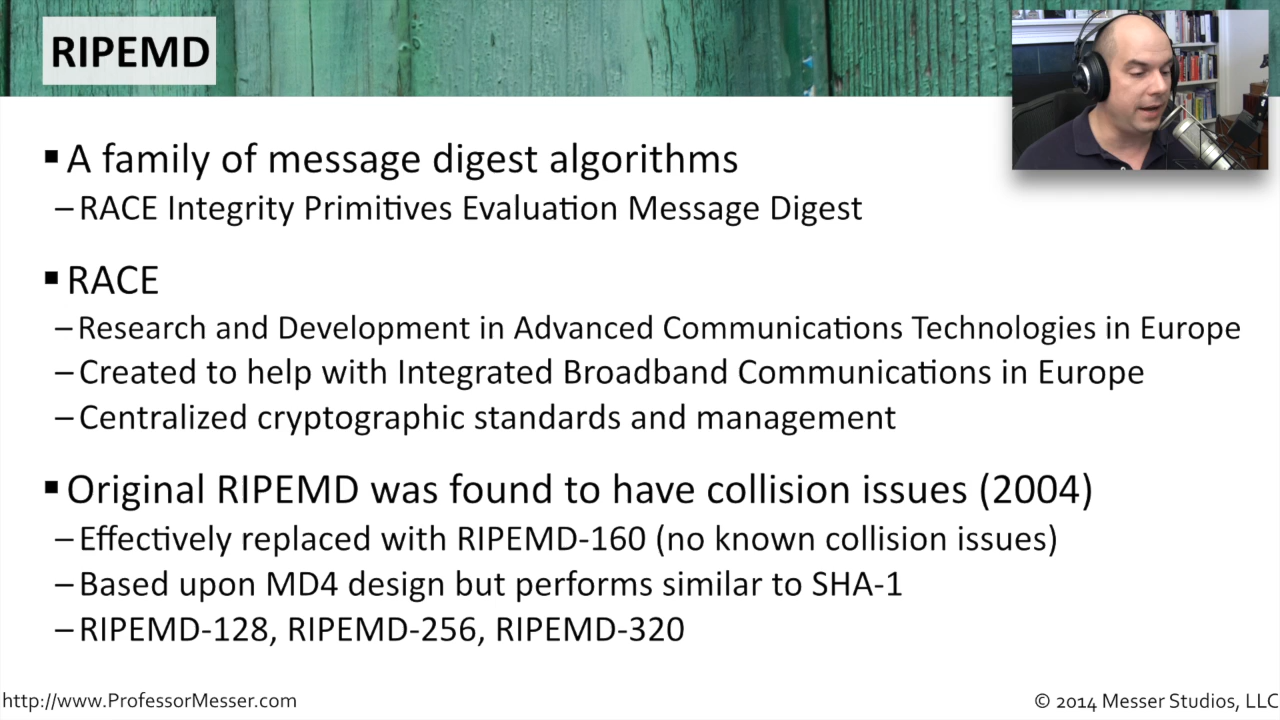 RIPEMD
▪ A family of message digest algorithms
– RACE Integrity Primitives Evaluation Message Digest
▪ RACE
– Research and Development in Advanced Communications Technologies in Europe
– Created to help with Integrated Broadband Communications in Europe
– Centralized cryptographic standards and management
▪ Original RIPEMD was found to have collision issues (2004)
– Effectively replaced with RIPEMD-160 (no known collision issues)
– Based upon MD4 design but performs similar to SHA-1
– RIPEMD-128, RIPEMD-256, RIPEMD-320
http://www.ProfessorMesser.com
© 2014 Messer Studios, LLC